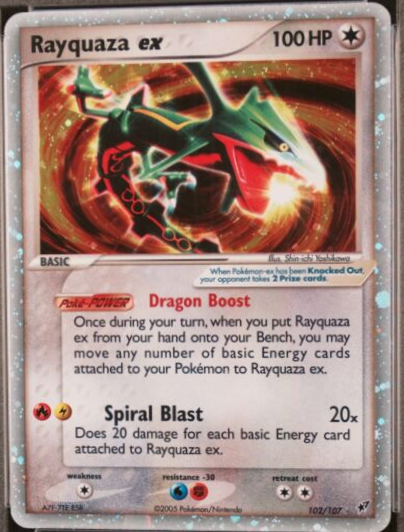 Rayquaza ex 100 HP
Illus. Shin-ichi Yoshikawa
BASIC
When Pokémon-ex has been Knocked Out,
your opponent takes 2 Prize cards.
Poké-POWER Dragon Boost
Once during your turn, when you put Rayquaza
ex from your hand onto your Bench, you may
move any number of basic Energy cards
attached to your Pokémon to Rayquaza ex.
Spiral Blast 20x
Does 20 damage for each basic Energy card
attached to Rayquaza ex.
weakness resistance -30 retreat cost
©2005 Pokémon/Nintendo 102/107